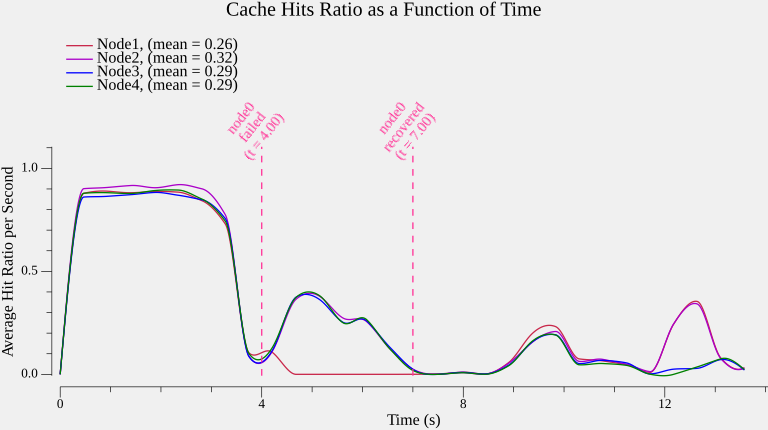 Cache Hits Ratio as a Function of Time
Node1, (mean = 0.26)
Node2, (mean = 0.32)
Node3, (mean = 0.29)
Node4, (mean = 0.29)
node0
failed
(t = 4.00)
node0
recovered
(t = 7.00)
Average Hit Ratio per Second
1.0
0.5
0.0
0
4
8
12
Time (s)